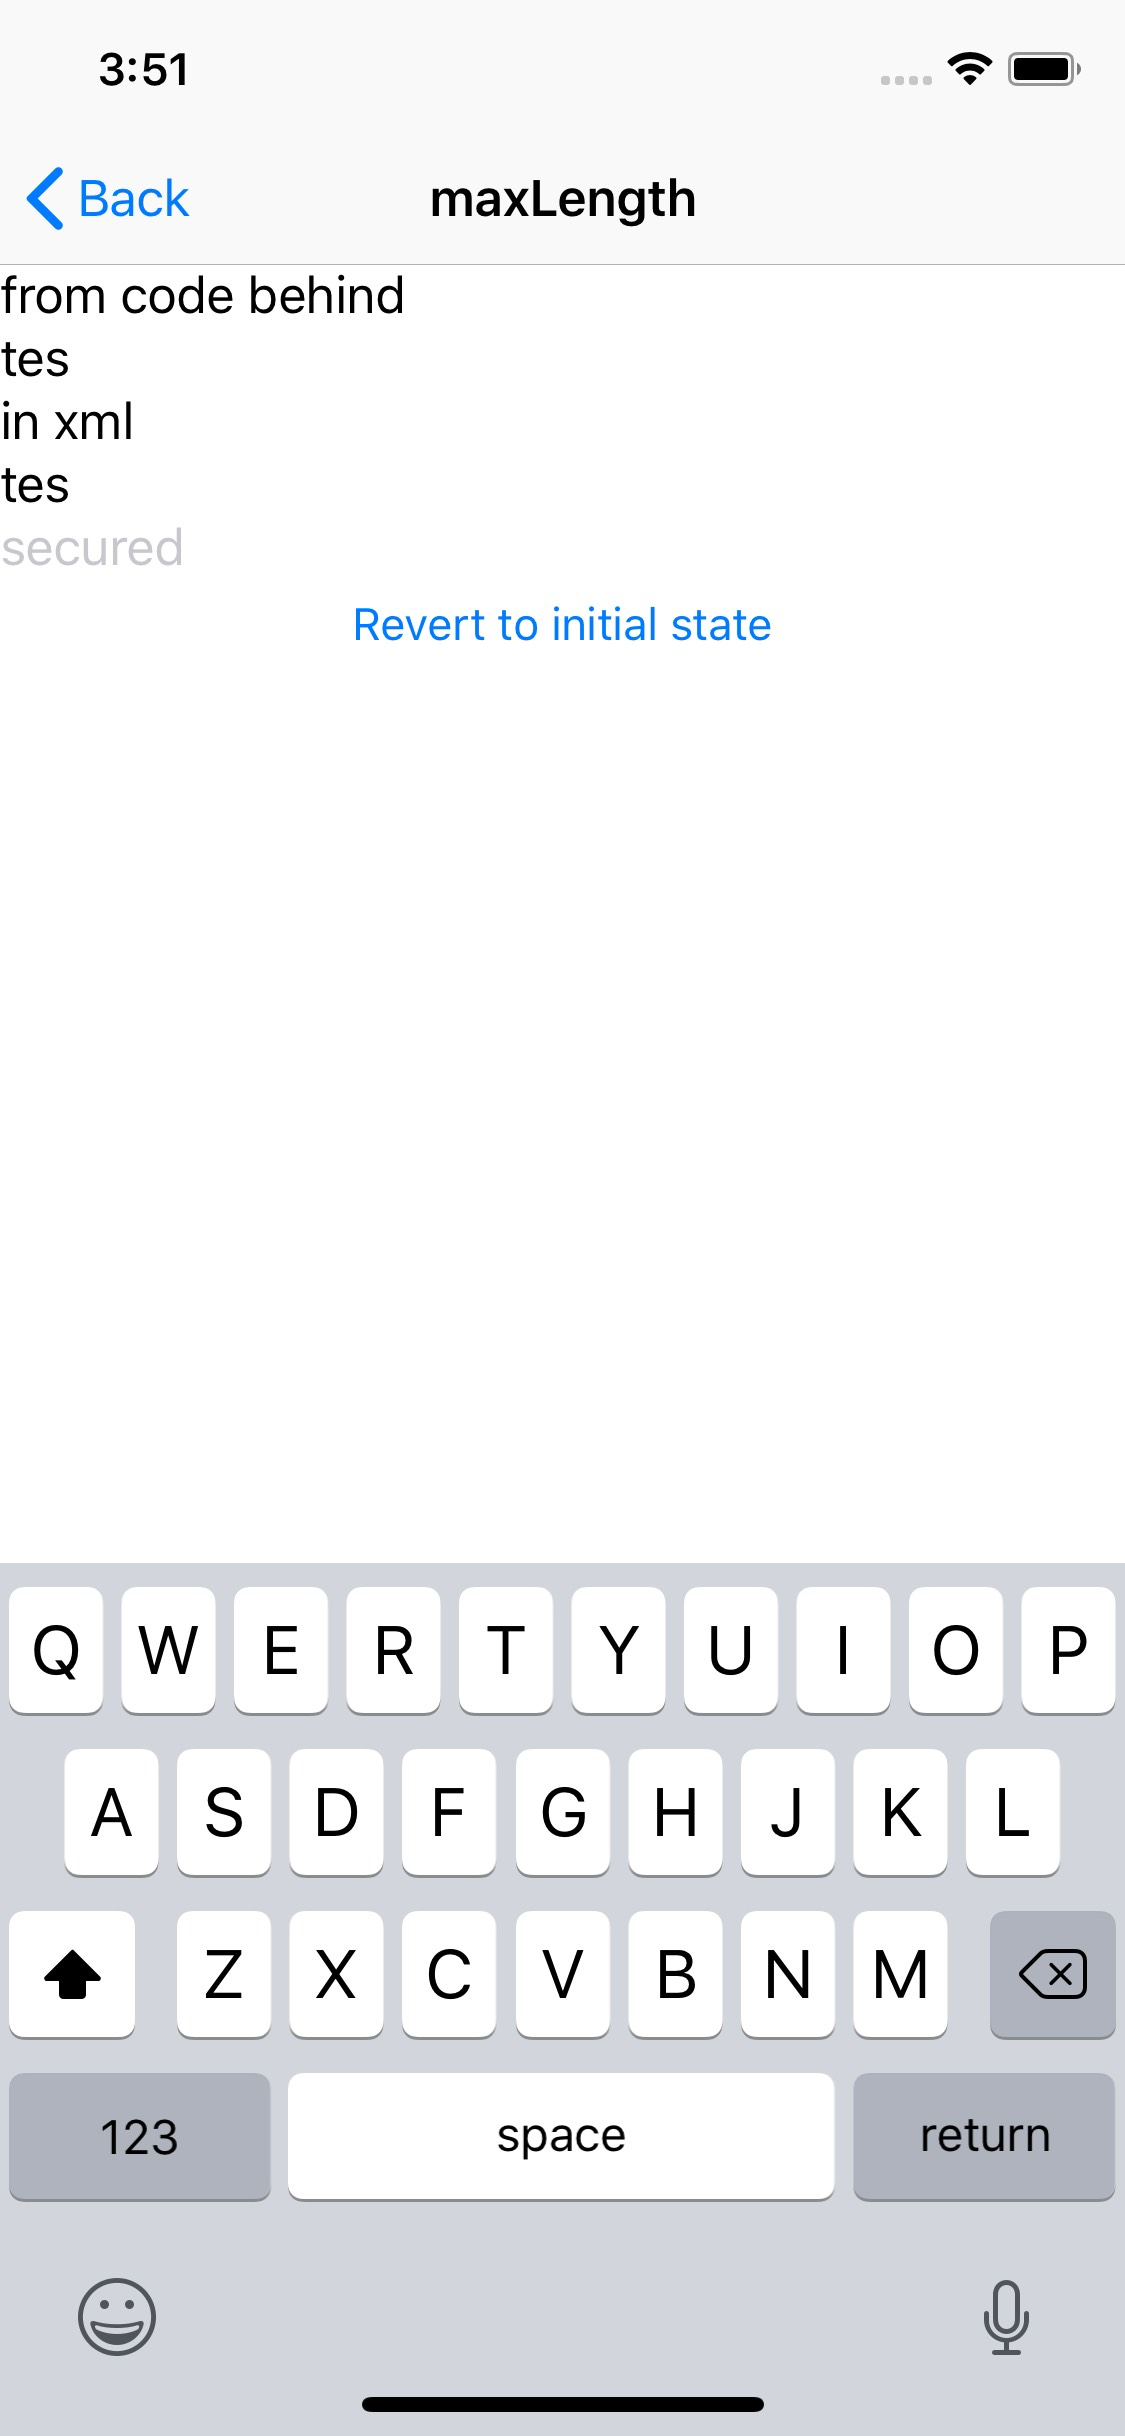 3:51
Back maxLength
from code behind
tes
in xml
tes
secured
Revert to initial state
Q W E R T Y U I O P
A S D F G H J K L
Z X C V B N M
123 space return